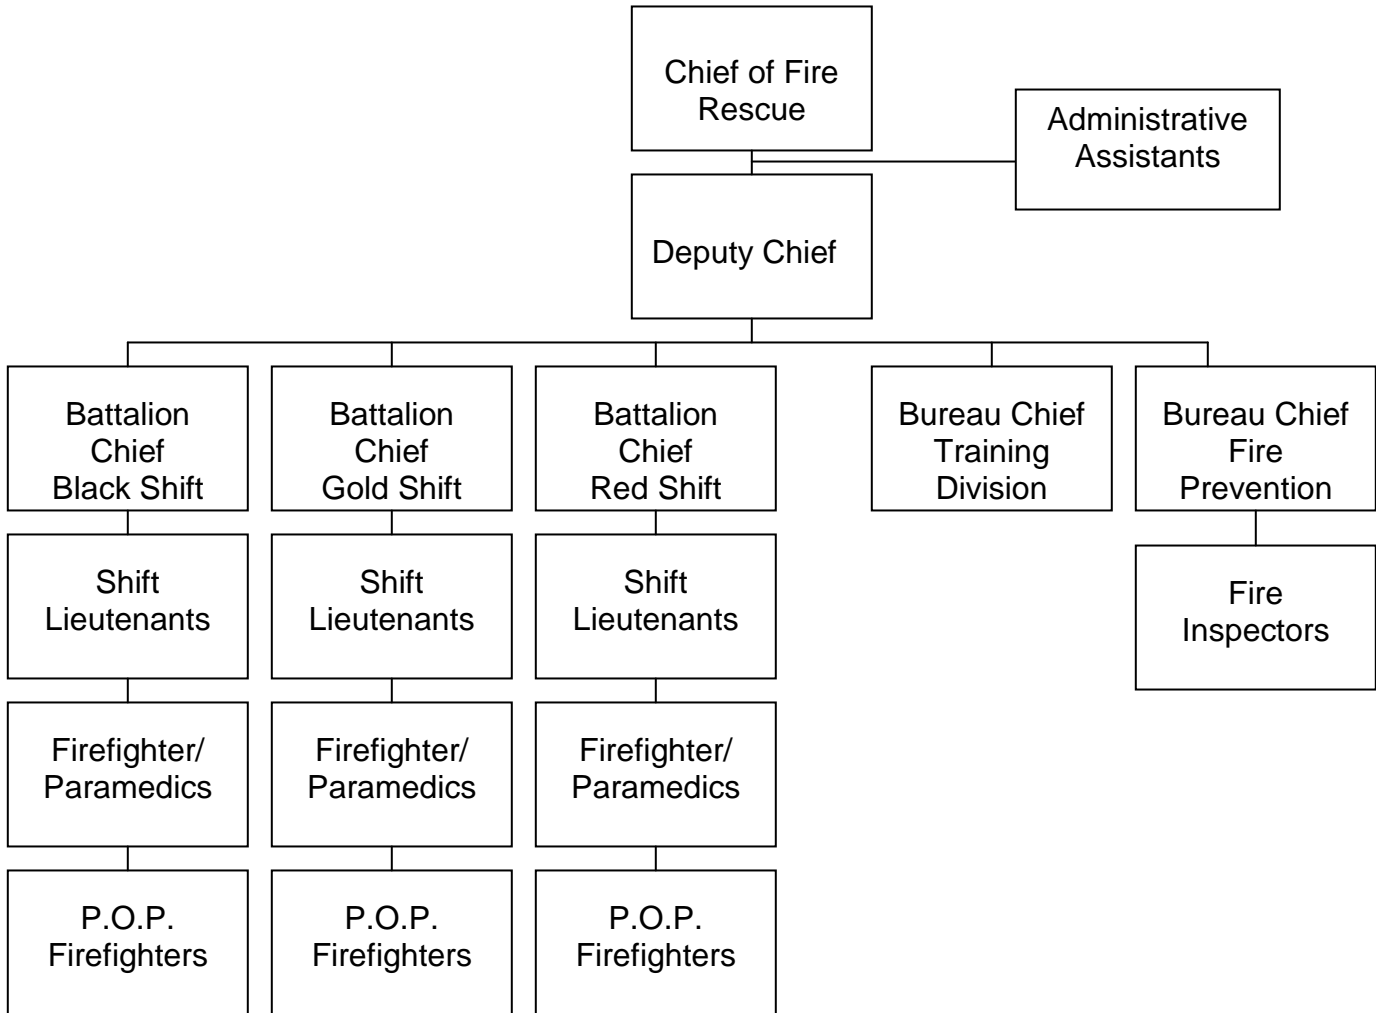 Chief of Fire
Rescue
Administrative
Assistants
Deputy Chief
Battalion
Chief
Black Shift
Battalion
Chief
Gold Shift
Battalion
Chief
Red Shift
Bureau Chief
Training
Division
Bureau Chief
Fire
Prevention
Shift
Lieutenants
Shift
Lieutenants
Shift
Lieutenants
Fire
Inspectors
Firefighter/
Paramedics
Firefighter/
Paramedics
Firefighter/
Paramedics
P.O.P.
Firefighters
P.O.P.
Firefighters
P.O.P.
Firefighters